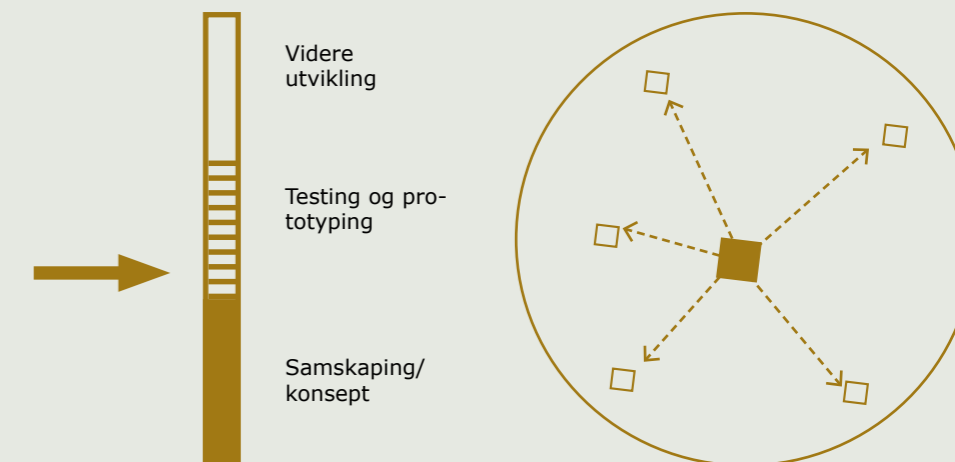 Videre
utvikling
Testing og pro-
totyping
Samskaping/
konsept